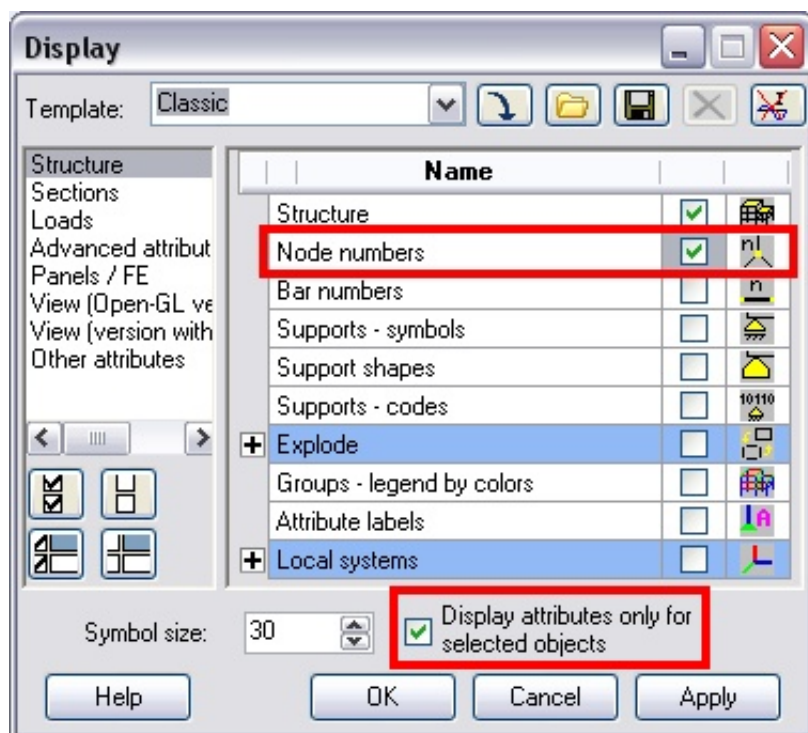 Display
Template: Classic
Structure
Sections
Loads
Advanced attribut
Panels / FE
View (Open-GL ve
View (version with
Other attributes
Name
Structure
Node numbers
Bar numbers
Supports - symbols
Support shapes
Supports - codes
Explode
Groups - legend by colors
Attribute labels
Local systems
nl
n
10110
A
Symbol size: 30
Display attributes only for
selected objects
Help OK Cancel Apply